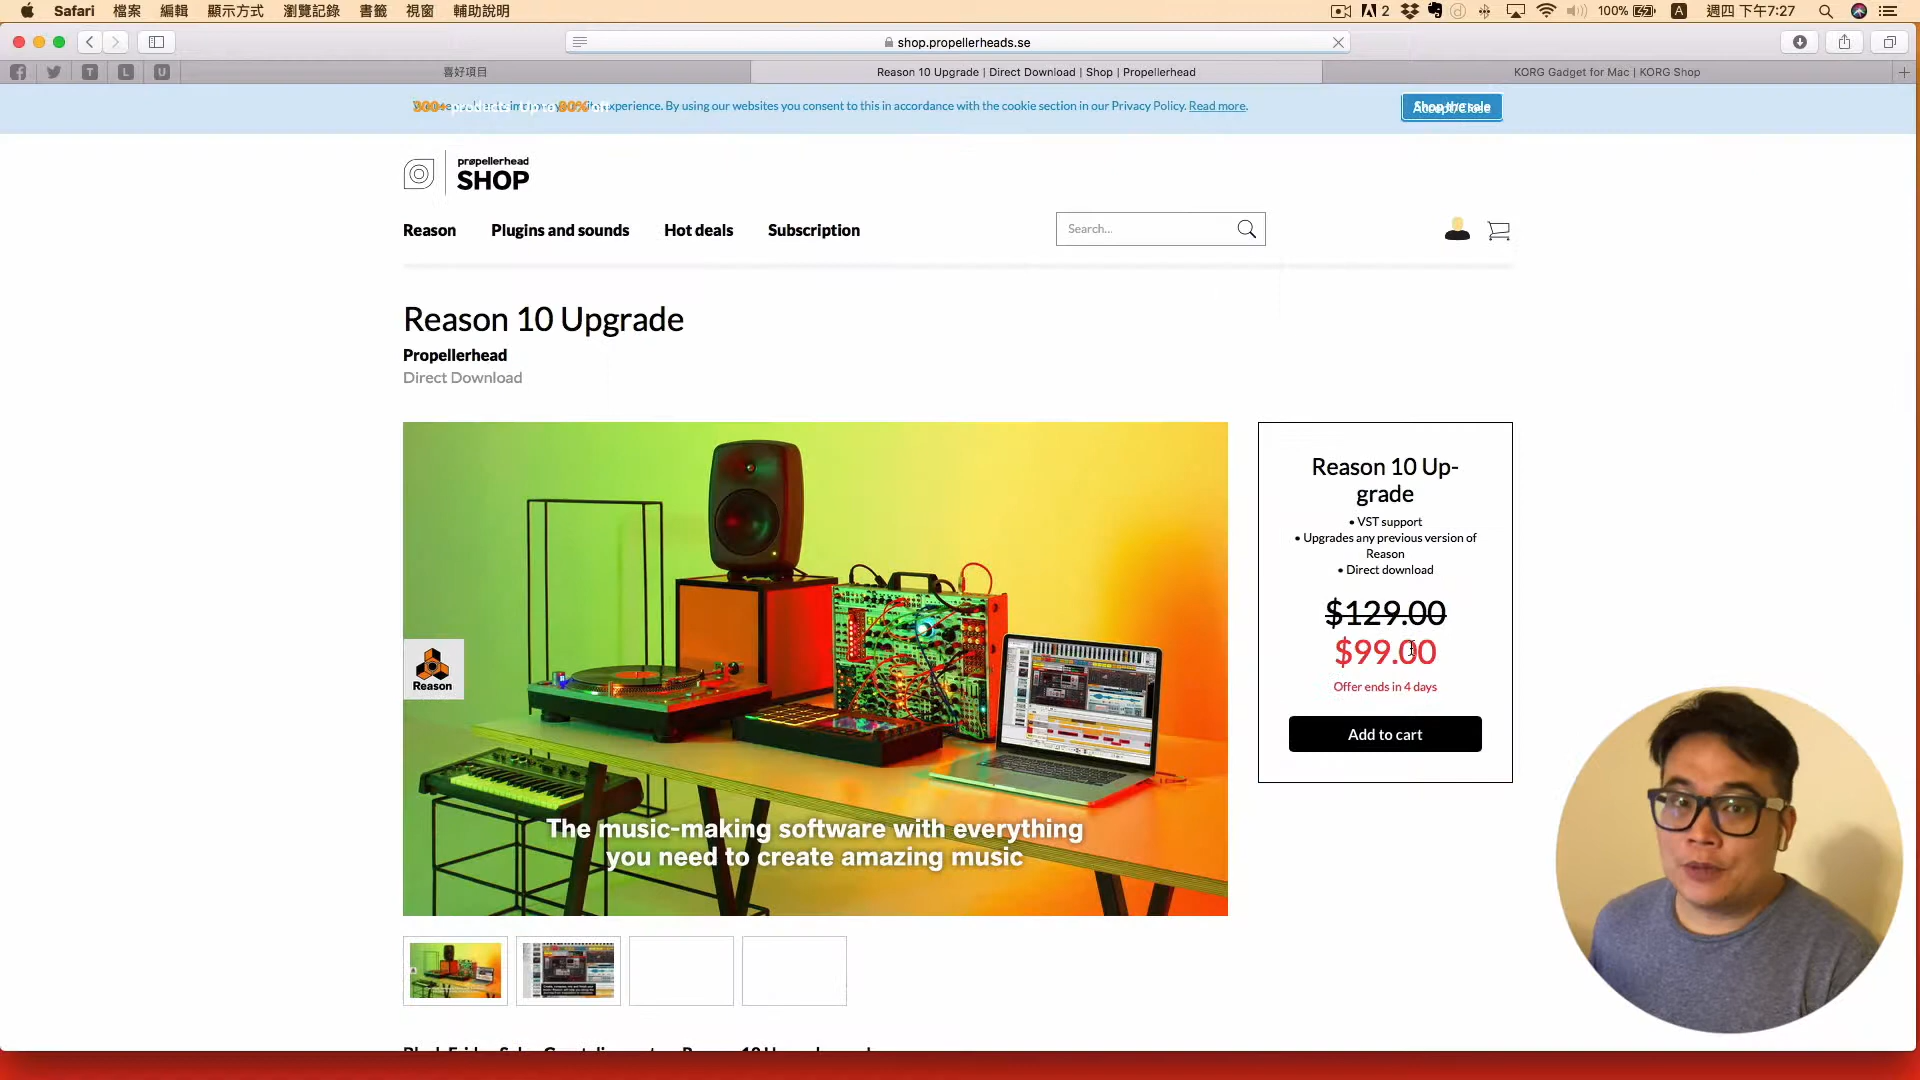 Safari 檔案 編輯 顯示方式 瀏覽記錄 書籤 視窗 輔助說明 2 100% A 週四 下午7:27
shop.propellerheads.se
T L U 喜好項目 Reason 10 Upgrade | Direct Download | Shop | Propellerhead KORG Gadget for Mac | KORG Shop
experience. By using our websites you consent to this in accordance with the cookie section in our Privacy Policy. Read more.
propellerhead
SHOP
Reason Plugins and sounds Hot deals Subscription Search...
Reason 10 Upgrade
Propellerhead
Direct Download
Reason
The music-making software with everything
you need to create amazing music
Reason 10 Up-
grade
• VST support
• Upgrades any previous version of
Reason
• Direct download
$129.00
$99.00
Offer ends in 4 days
Add to cart